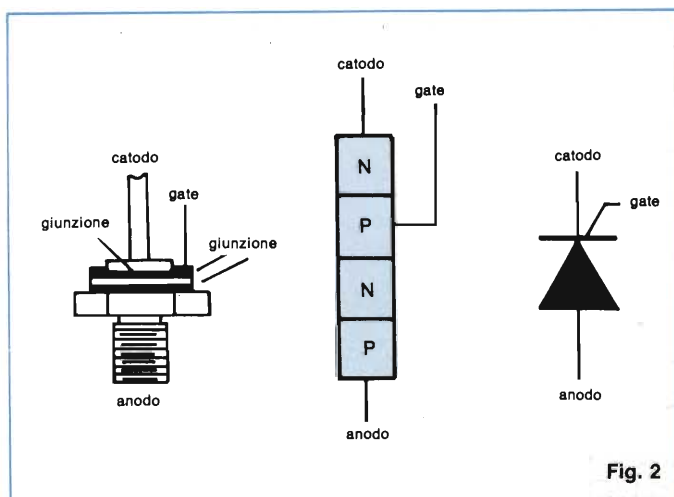 catodo
gate
giunzione
giunzione
anodo
catodo
gate
N
P
N
P
anodo
catodo
gate
anodo
Fig. 2